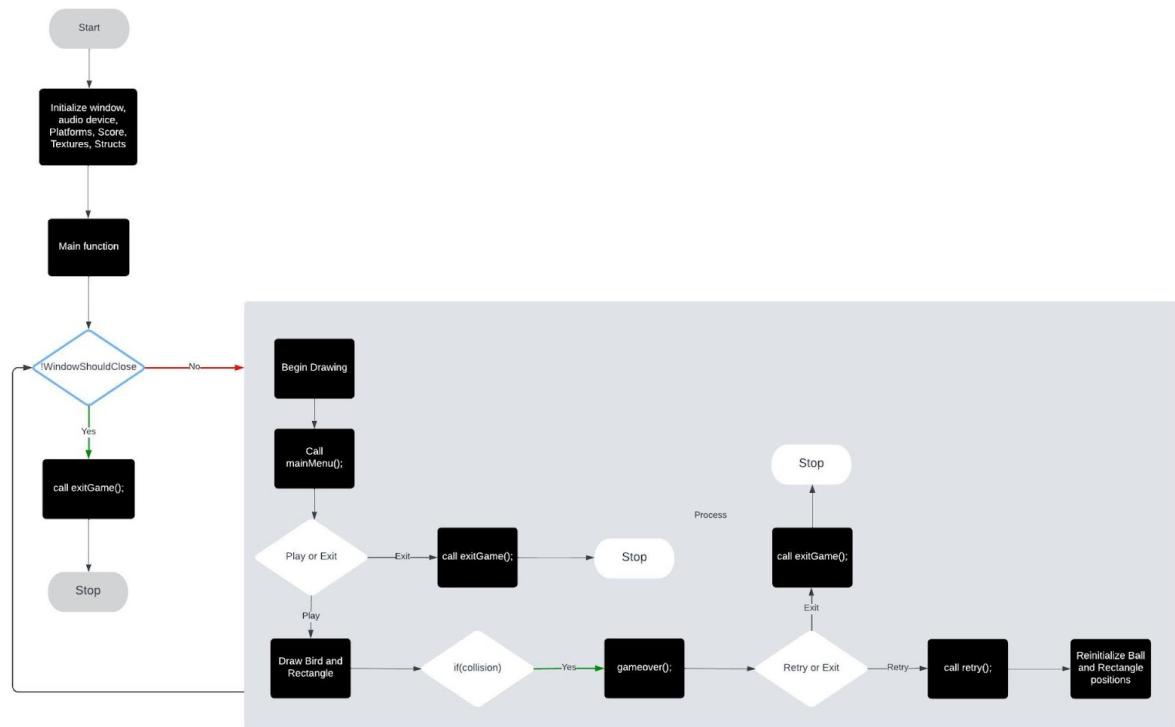 Start
Initialize window,
audio device,
Platforms, Score,
Textures, Structs
Main function
!WindowShouldClose
No
Yes
call exitGame();
Stop
Begin Drawing
Call
mainMenu();
Play or Exit
Exit
call exitGame();
Stop
Play
Draw Bird and
Rectangle
if(collision)
Yes
gameover();
Retry or Exit
Exit
call exitGame();
Stop
Process
Retry
call retry();
Reinitialize Ball
and Rectangle
positions